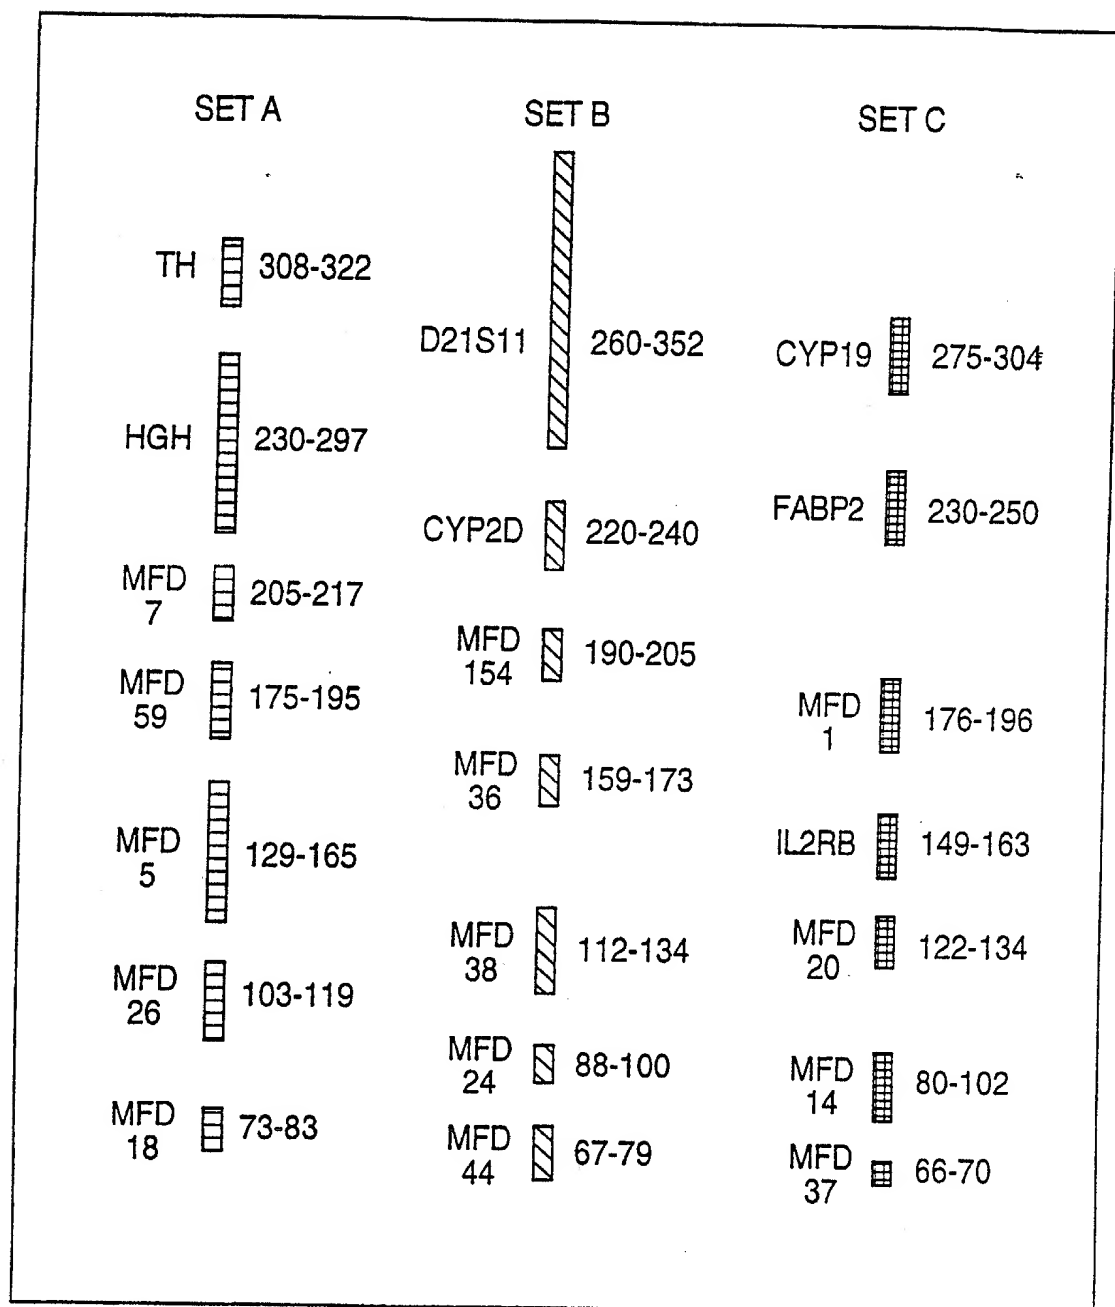 SET A
TH 308-322
HGH 230-297
MFD
7 205-217
MFD
59 175-195
MFD
5 129-165
MFD
26 103-119
MFD
18 73-83
SET B
D21S11 260-352
CYP2D 220-240
MFD
154 190-205
MFD
36 159-173
MFD
38 112-134
MFD
24 88-100
MFD
44 67-79
SET C
CYP19 275-304
FABP2 230-250
MFD
1 176-196
IL2RB 149-163
MFD
20 122-134
MFD
14 80-102
MFD
37 66-70